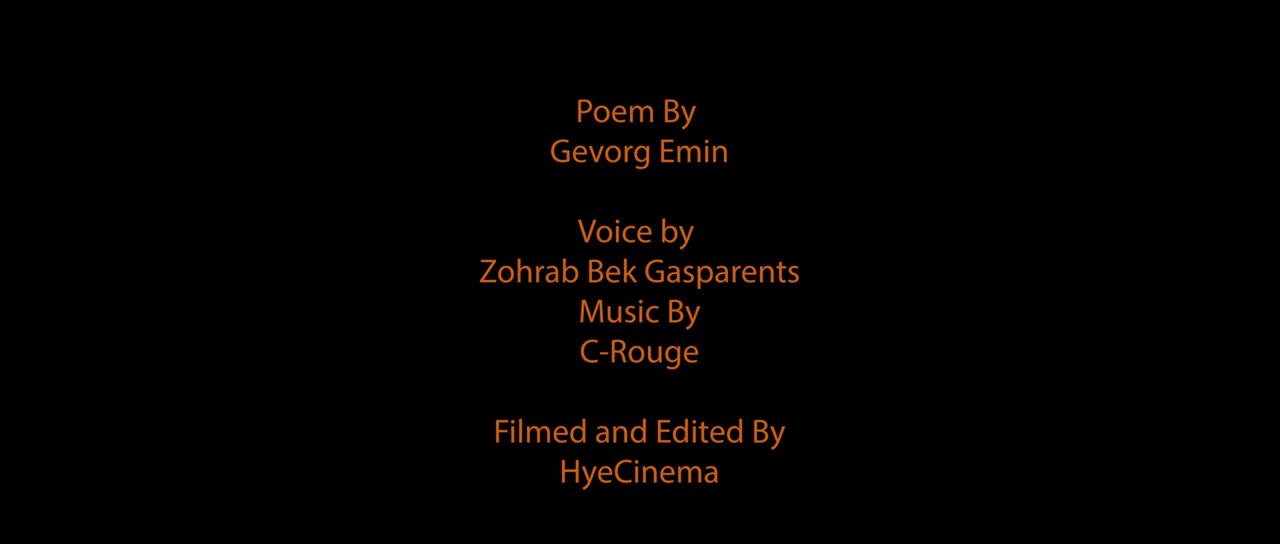 Poem By
Gevorg Emin
Voice by
Zohrab Bek Gasparents
Music By
C-Rouge
Filmed and Edited By
HyeCinema